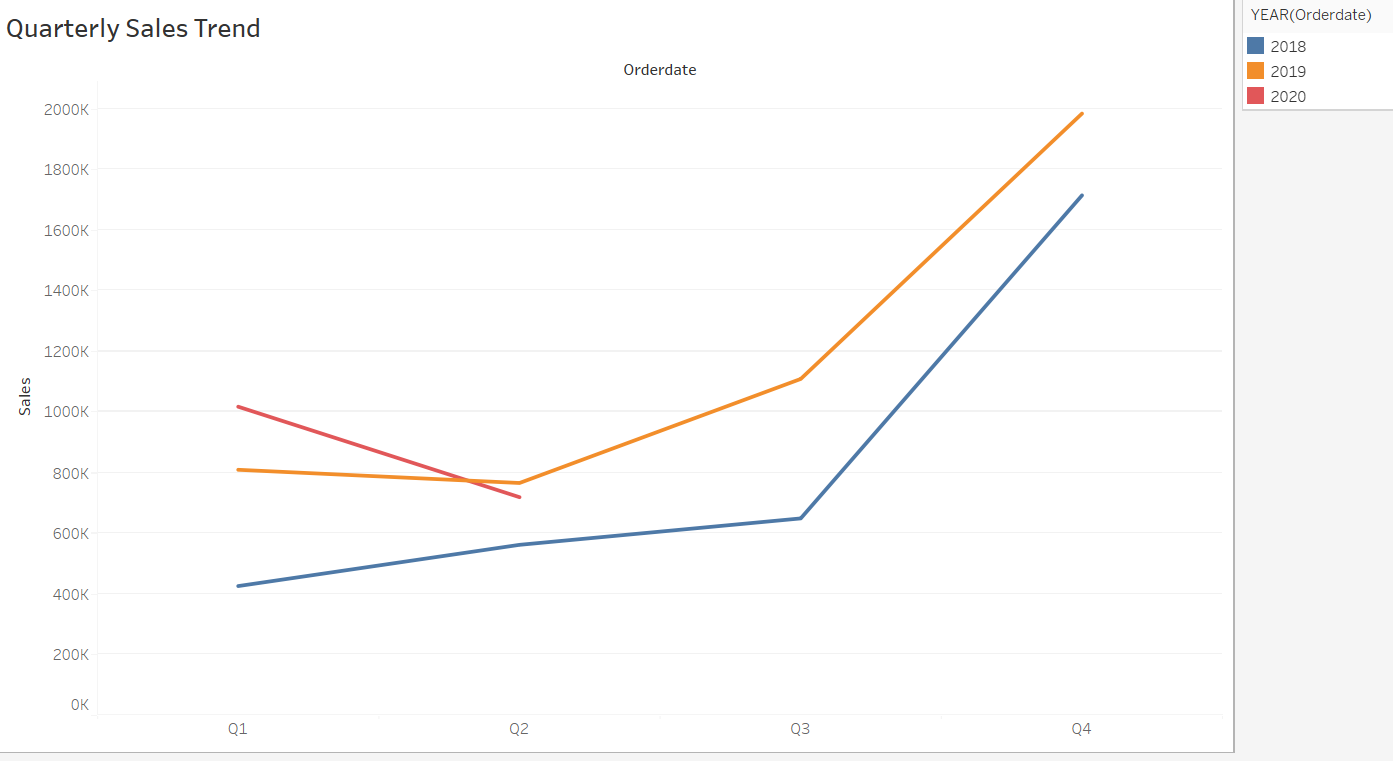 Quarterly Sales Trend
Orderdate
2000K
1800K
1600K
1400K
1200K
1000K
800K
600K
400K
200K
0K
Sales
Q1 Q2 Q3 Q4
YEAR(Orderdate)
2018
2019
2020